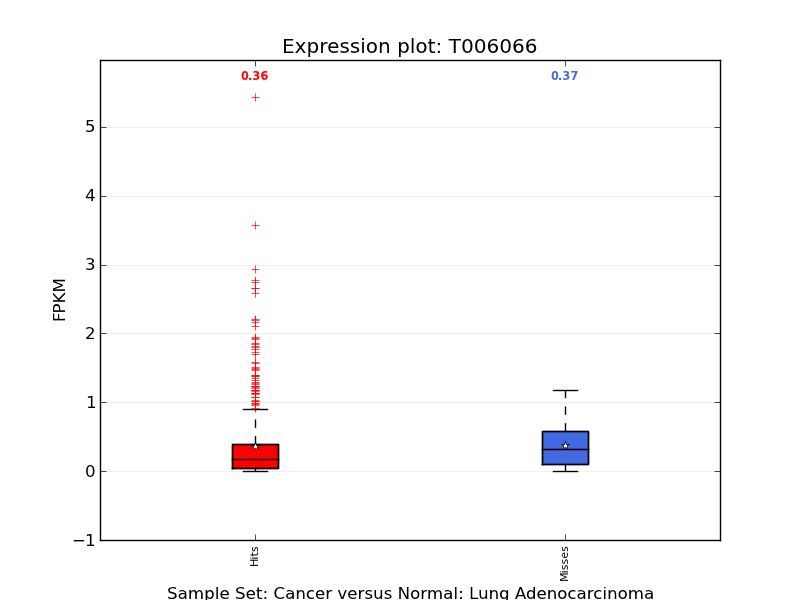 Expression plot: T006066
0.36 0.37
5
4
3
2
1
0
−1
FPKM
Hits Misses
Sample Set: Cancer versus Normal: Lung Adenocarcinoma